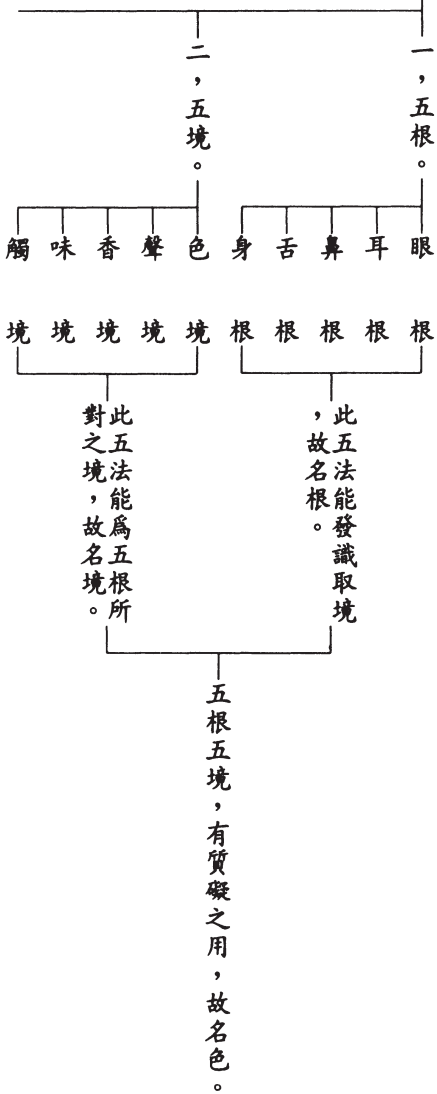 一，五根。
眼根
耳根
鼻根
舌根
身根
此五法能發識取境
，故名根。
二，五境。
色境
聲境
香境
味境
觸境
此五法能爲五根所
對之境，故名境。
五根五境，有質礙之用，故名色。